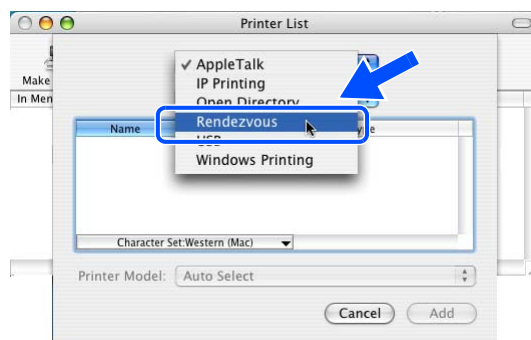 Printer List
Make
In Men
✓ AppleTalk
IP Printing
Open Directory
Rendezvous
USB
Windows Printing
Name
Character Set:Western (Mac)
Printer Model: Auto Select
Cancel Add